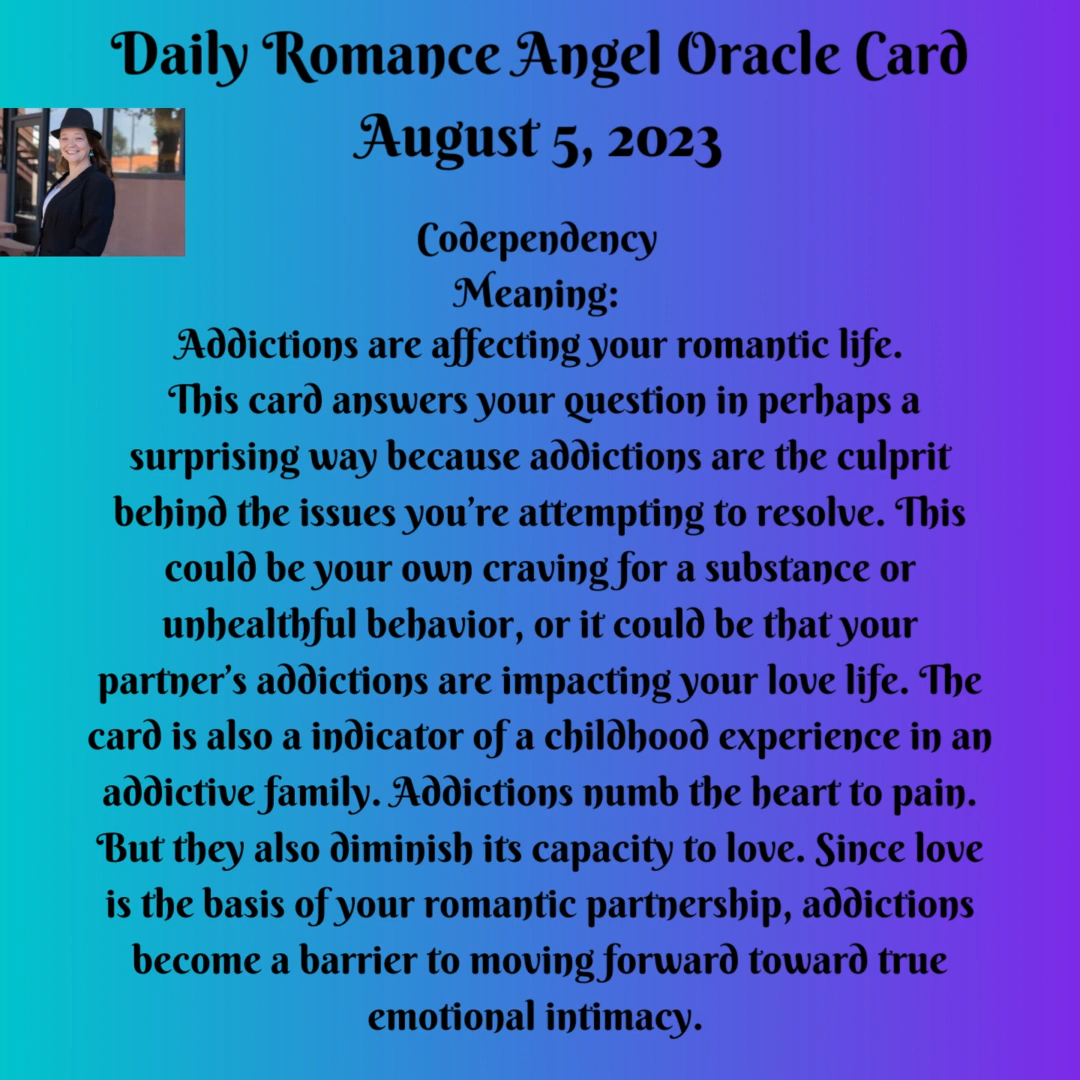 Daily Romance Angel Oracle Card
August 5, 2023
Codependency
Meaning:
Addictions are affecting your romantic life.
This card answers your question in perhaps a
surprising way because addictions are the culprit
behind the issues you’re attempting to resolve. This
could be your own craving for a substance or
unhealthful behavior, or it could be that your
partner’s addictions are impacting your love life. The
card is also a indicator of a childhood experience in an
addictive family. Addictions numb the heart to pain.
But they also diminish its capacity to love. Since love
is the basis of your romantic partnership, addictions
become a barrier to moving forward toward true
emotional intimacy.